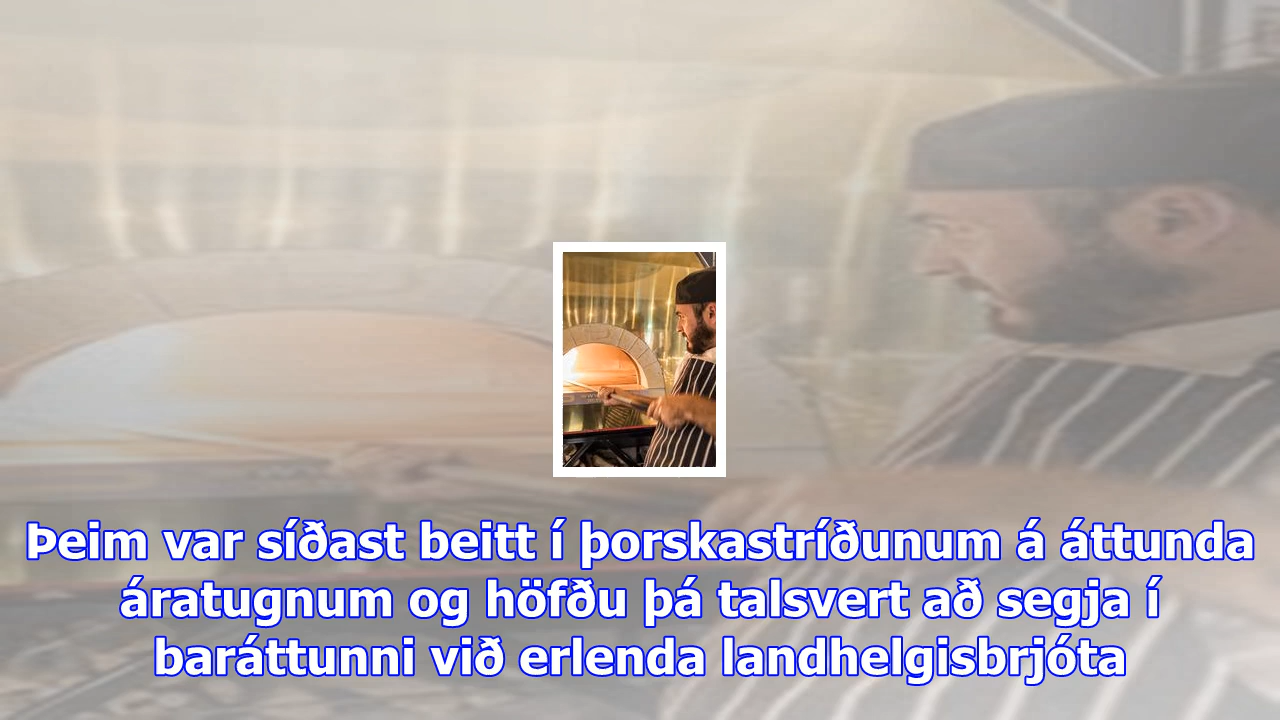 Þeim var síðast beitt í þorskastríðunum á áttunda
áratugnum og höfðu þá talsvert að segja í
baráttunni við erlenda landhelgisbrjóta